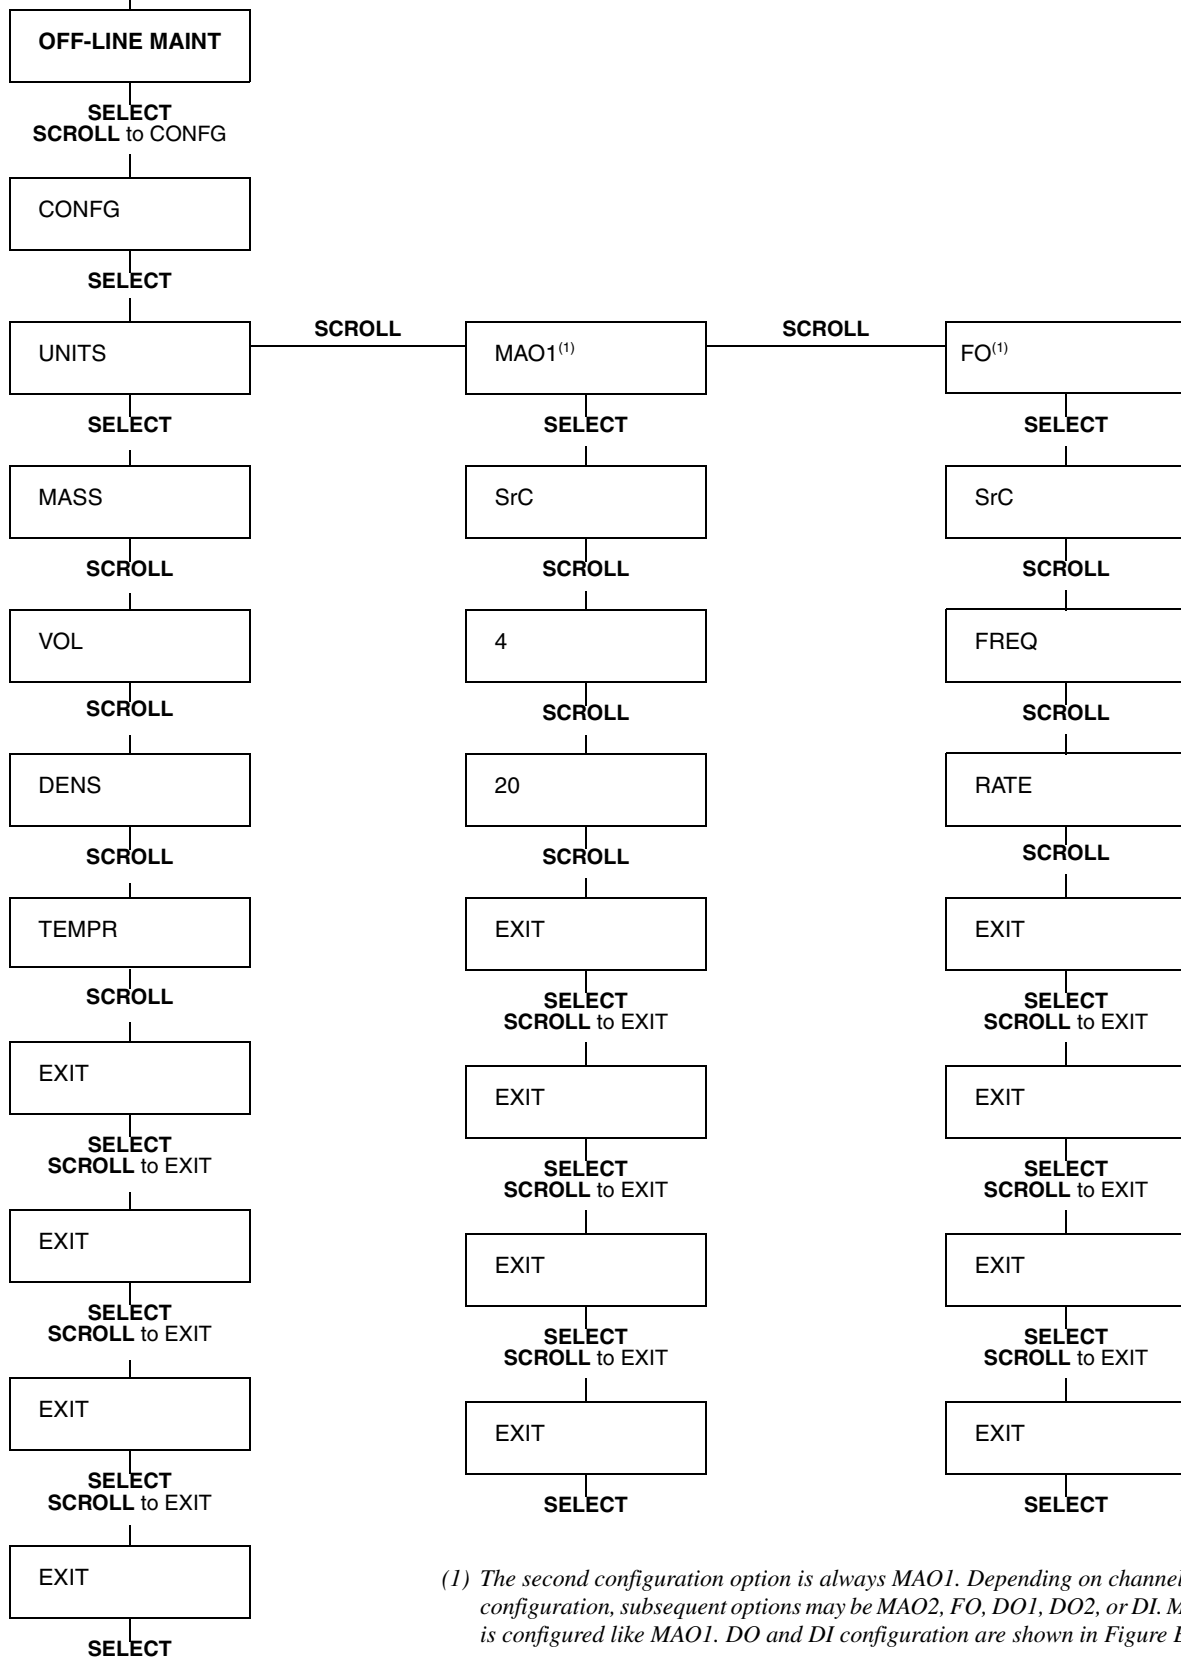 OFF-LINE MAINT
SELECT
SCROLL to CONFG
CONFG
SELECT
UNITS
SELECT
MASS
SCROLL
VOL
SCROLL
DENS
SCROLL
TEMPR
SCROLL
EXIT
SELECT
SCROLL to EXIT
EXIT
SELECT
SCROLL to EXIT
EXIT
SELECT
SCROLL to EXIT
EXIT
SELECT
SCROLL
MAO1(1)
SELECT
SrC
SCROLL
4
SCROLL
20
SCROLL
EXIT
SELECT
SCROLL to EXIT
EXIT
SELECT
SCROLL to EXIT
EXIT
SELECT
SCROLL to EXIT
EXIT
SELECT
SCROLL
FO(1)
SELECT
SrC
SCROLL
FREQ
SCROLL
RATE
SCROLL
EXIT
SELECT
SCROLL to EXIT
EXIT
SELECT
SCROLL to EXIT
EXIT
SELECT
SCROLL to EXIT
EXIT
SELECT
(1) The second configuration option is always MAO1. Depending on channel
configuration, subsequent options may be MAO2, FO, DO1, DO2, or DI.
is configured like MAO1. DO and DI configuration are shown in Figure